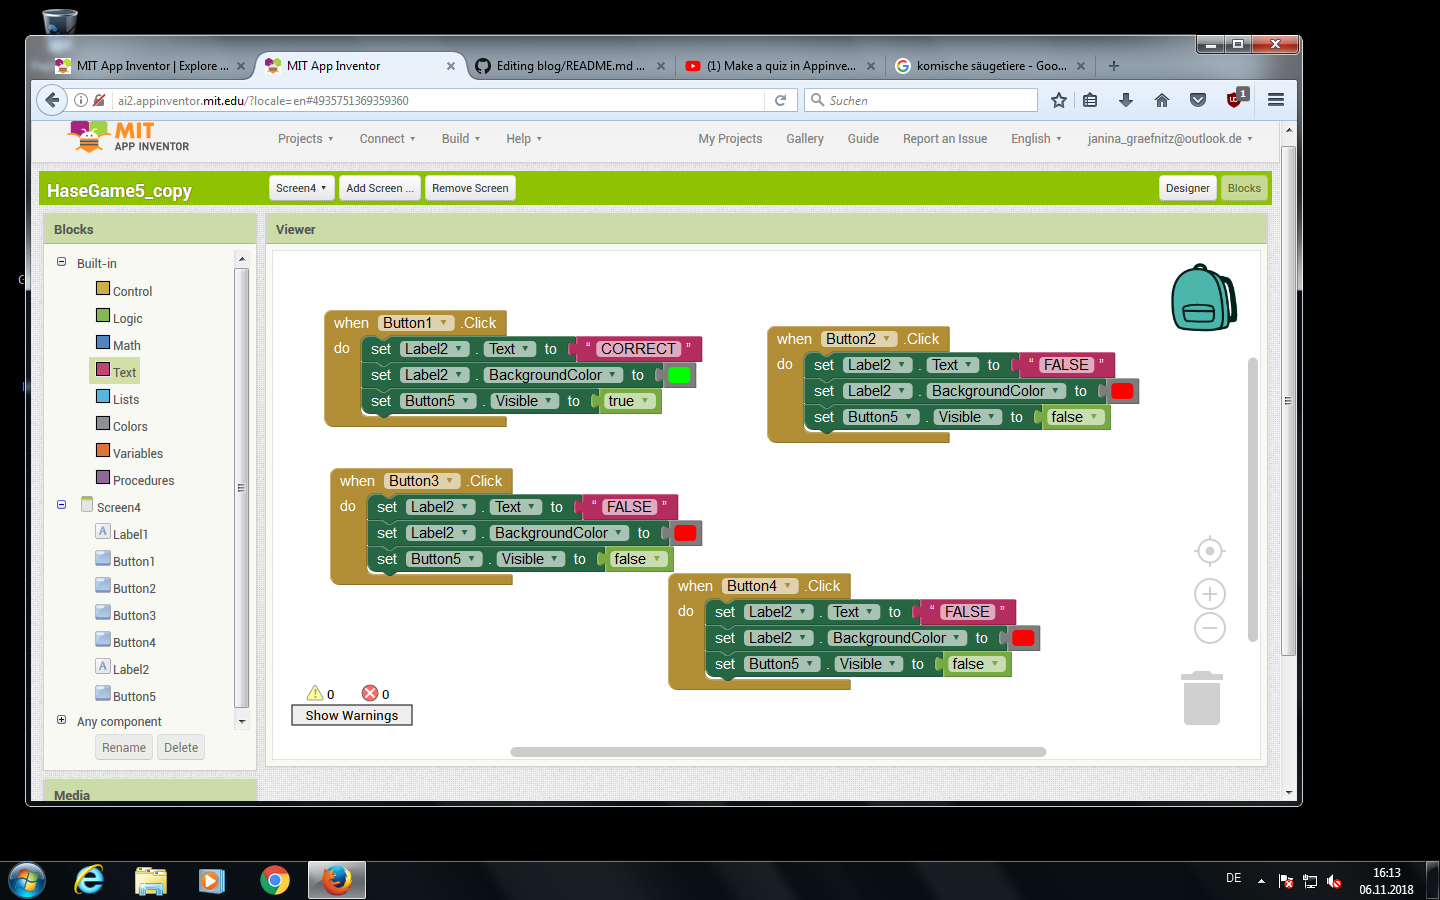 MIT App Inventor | Explore ...
MIT App Inventor
Editing blog/README.md ...
(1) Make a quiz in Appinve...
komische säugetiere - Goo...
ai2.appinventor.mit.edu/?locale=en#4935751369359360
Suchen
1
MIT
APP INVENTOR
Projects
Connect
Build
Help
My Projects
Gallery
Guide
Report an Issue
English
janina_graefnitz@outlook.de
HaseGame5_copy
Screen4
Add Screen ...
Remove Screen
Designer
Blocks
Blocks
Viewer
Built-in
Control
Logic
Math
Text
Lists
Colors
Variables
Procedures
Screen4
Label1
Button1
Button2
Button3
Button4
Label2
Button5
Any component
Rename
Delete
Media
when Button1 .Click
do set Label2 . Text to " CORRECT "
set Label2 . BackgroundColor to
set Button5 . Visible to true
when Button2 .Click
do set Label2 . Text to " FALSE "
set Label2 . BackgroundColor to
set Button5 . Visible to false
when Button3 .Click
do set Label2 . Text to " FALSE "
set Label2 . BackgroundColor to
set Button5 . Visible to false
when Button4 .Click
do set Label2 . Text to " FALSE "
set Label2 . BackgroundColor to
set Button5 . Visible to false
0
0
Show Warnings
DE
16:13
06.11.2018